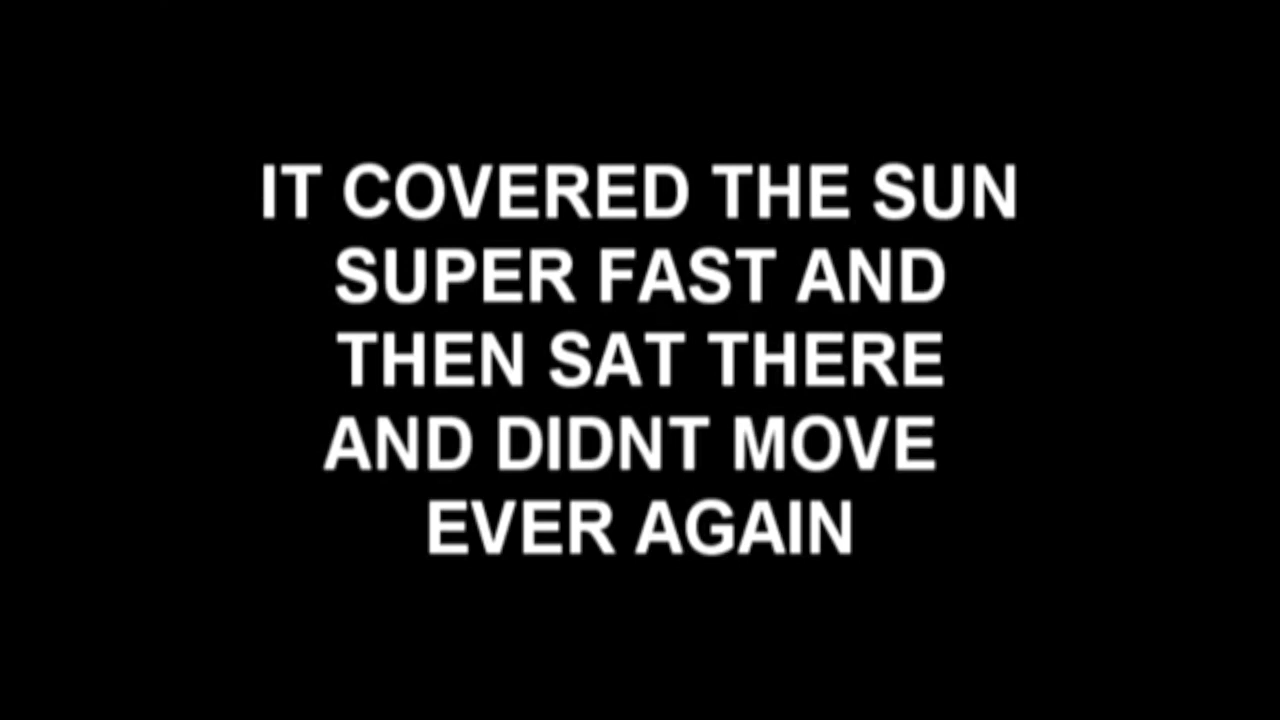 IT COVERED THE SUN
SUPER FAST AND
THEN SAT THERE
AND DIDNT MOVE
EVER AGAIN